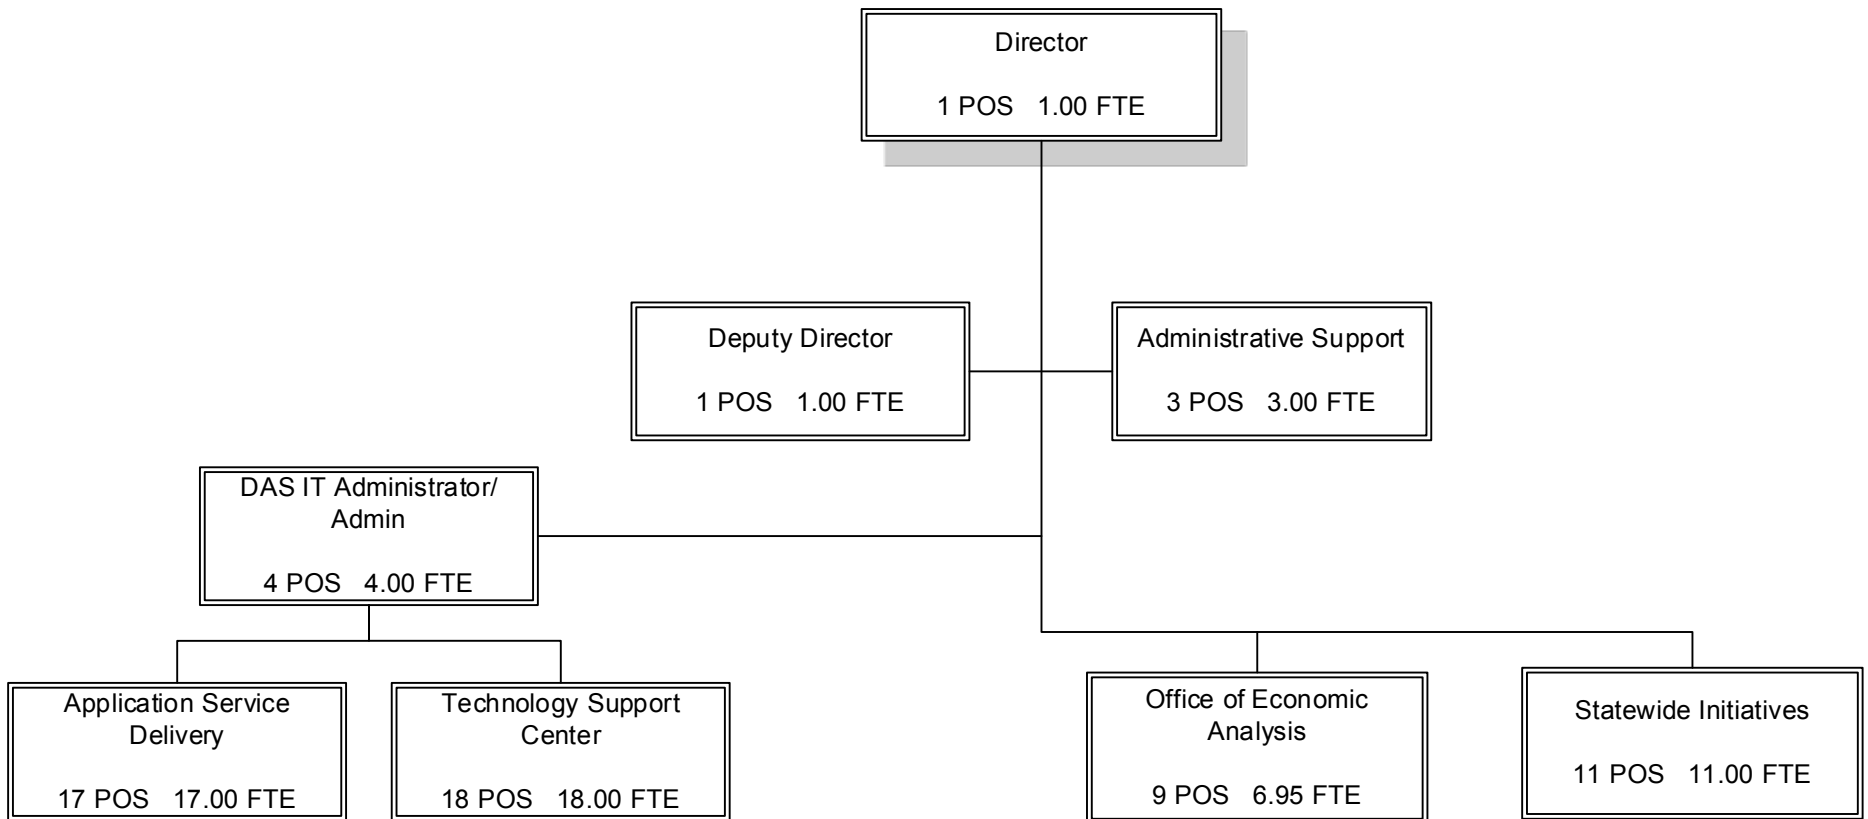 Director
1 POS 1.00 FTE
Deputy Director
1 POS 1.00 FTE
Administrative Support
3 POS 3.00 FTE
DAS IT Administrator/
Admin
4 POS 4.00 FTE
Application Service
Delivery
17 POS 17.00 FTE
Technology Support
Center
18 POS 18.00 FTE
Office of Economic
Analysis
9 POS 6.95 FTE
Statewide Initiatives
11 POS 11.00 FTE